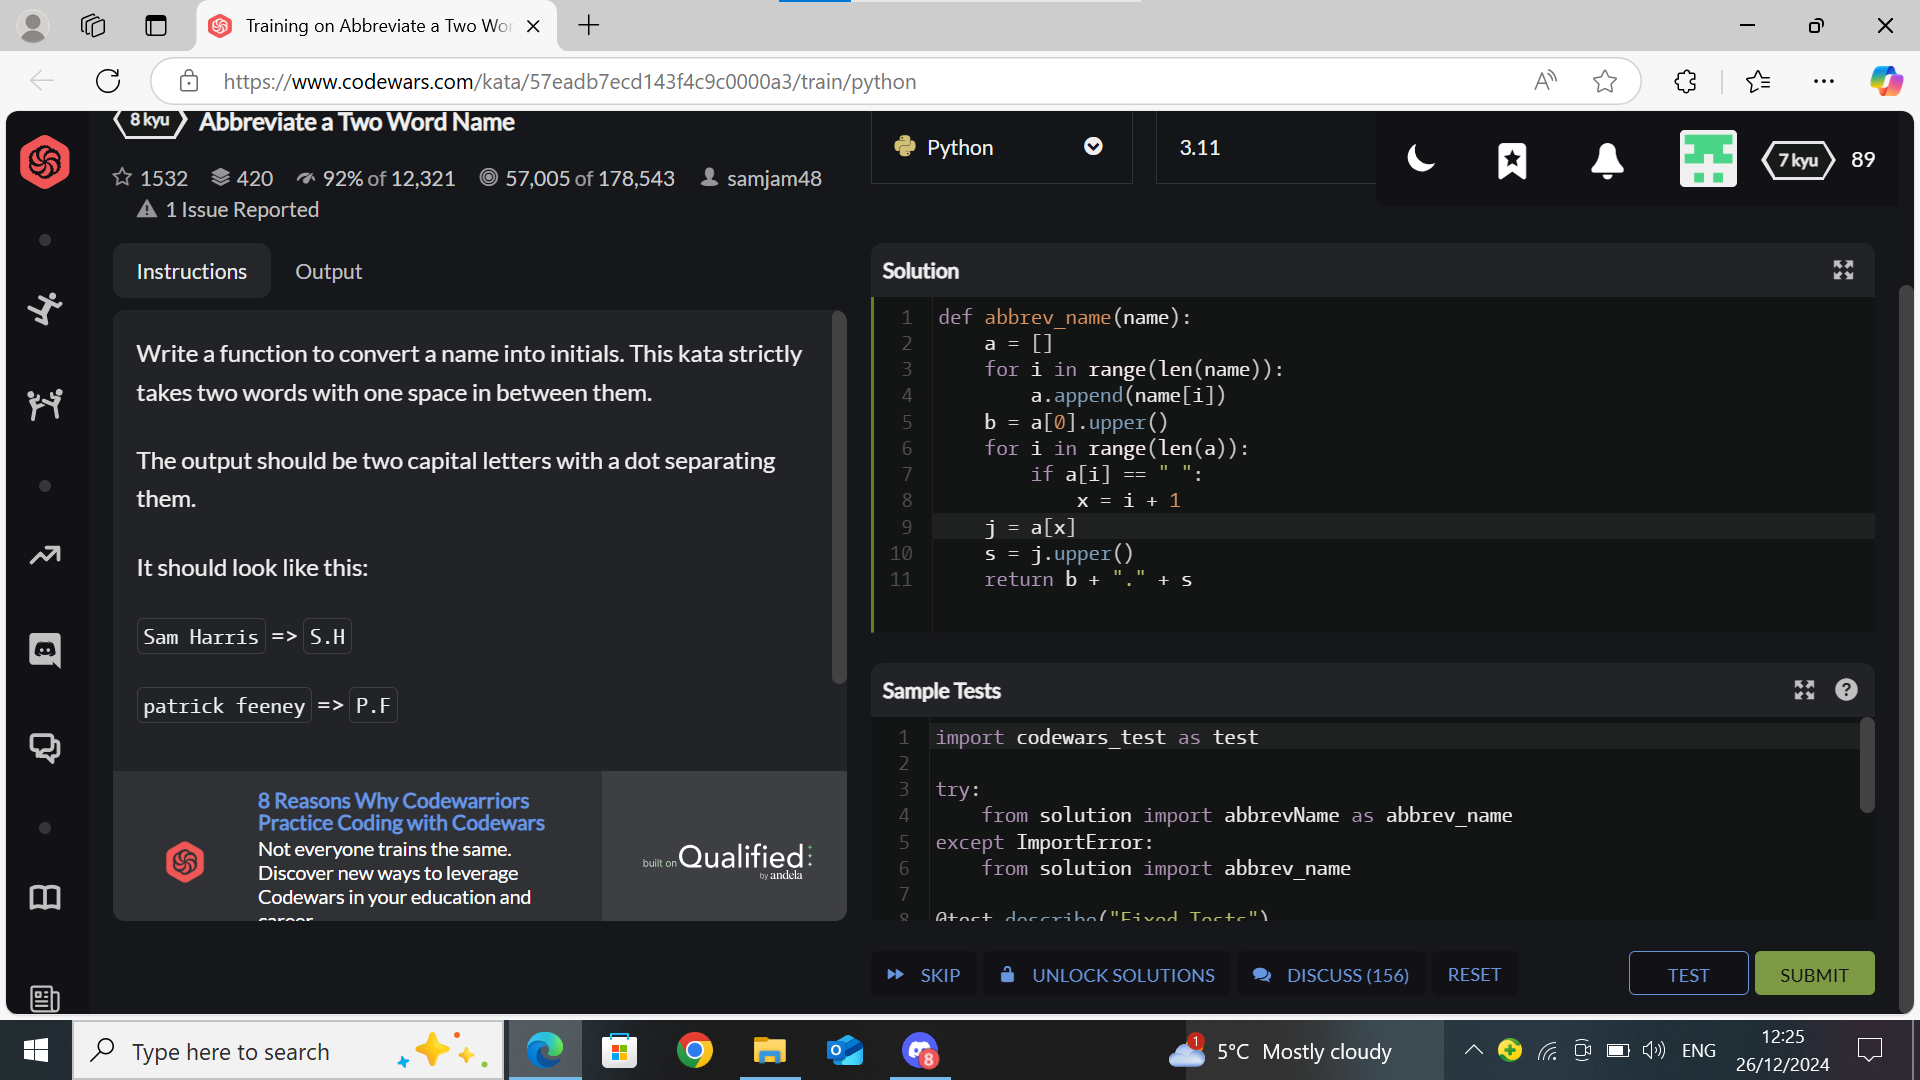 Training on Abbreviate a Two Wor
https://www.codewars.com/kata/57eadb7ecd143f4c9c0000a3/train/python
8 kyu Abbreviate a Two Word Name
1532 420 92% of 12,321 57,005 of 178,543 samjam48
1 Issue Reported
Python 3.11
7 kyu 89
Instructions Output
Write a function to convert a name into initials. This kata strictly
takes two words with one space in between them.
The output should be two capital letters with a dot separating
them.
It should look like this:
Sam Harris => S.H
patrick feeney => P.F
8 Reasons Why Codewarriors
Practice Coding with Codewars
Not everyone trains the same.
Discover new ways to leverage
Codewars in your education and
career
built on Qualified
by andela
Solution
1 def abbrev_name(name):
2 a = []
3 for i in range(len(name)):
4 a.append(name[i])
5 b = a[0].upper()
6 for i in range(len(a)):
7 if a[i] == " ":
8 x = i + 1
9 j = a[x]
10 s = j.upper()
11 return b + "." + s
Sample Tests
1 import codewars_test as test
2
3 try:
4 from solution import abbrevName as abbrev_name
5 except ImportError:
6 from solution import abbrev_name
7
8 @test.describe("Fixed Tests")
SKIP UNLOCK SOLUTIONS DISCUSS (156) RESET TEST SUBMIT
Type here to search
8
1
5°C Mostly cloudy
ENG
12:25
26/12/2024